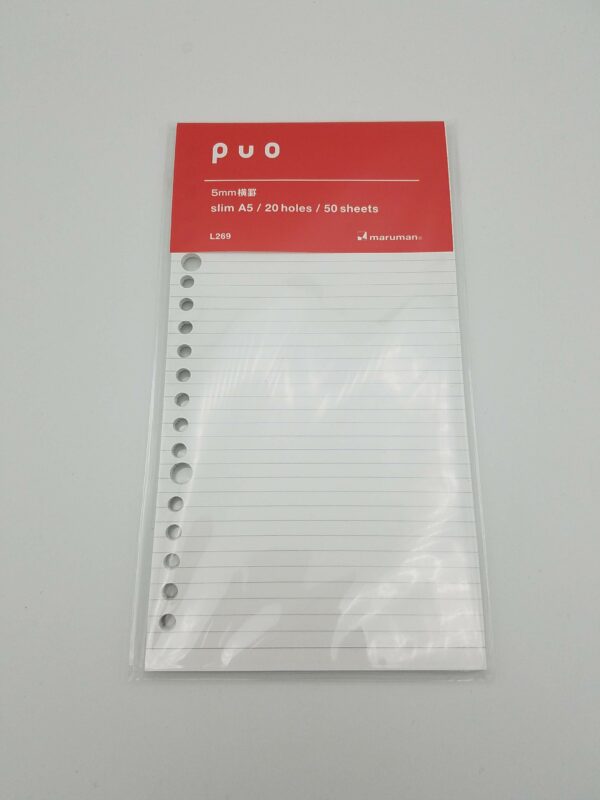 puo
5mm横罫
slim A5 / 20 holes / 50 sheets
L269
maruman®